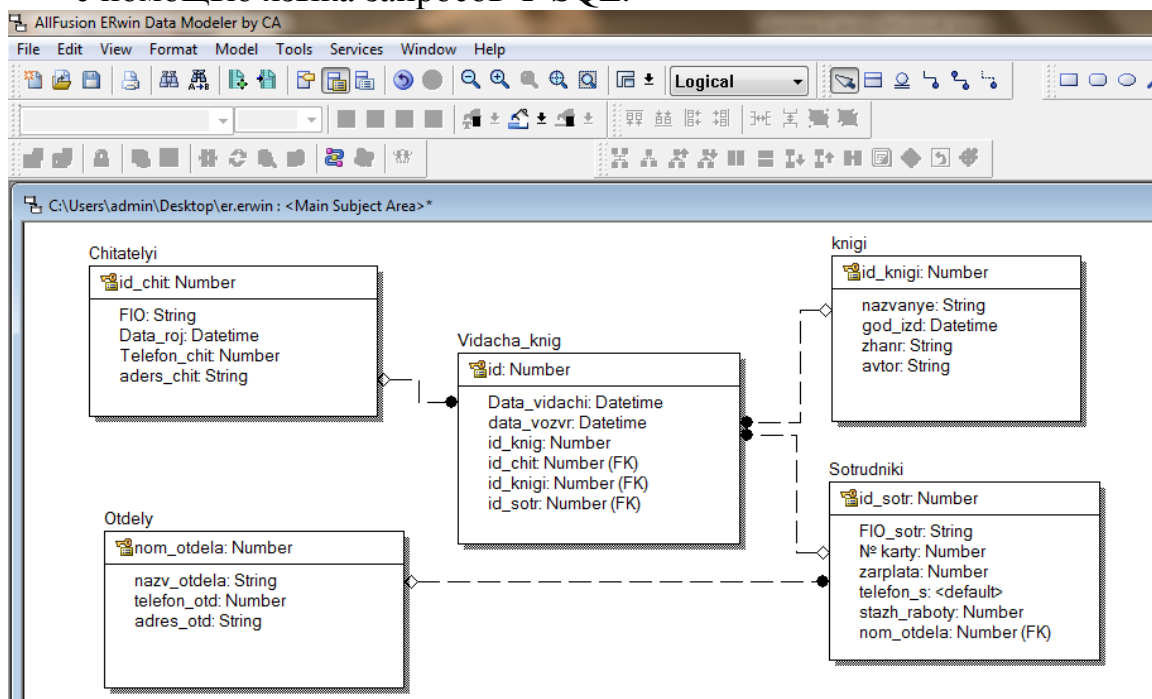 с помощью языка запросов T-SQL.
AllFusion ERwin Data Modeler by CA
File Edit View Format Model Tools Services Window Help
Logical
C:\Users\admin\Desktop\er.erwin : <Main Subject Area>*
Chitatelyi
id_chit: Number
FIO: String
Data_roj: Datetime
Telefon_chit: Number
aders_chit: String
Vidacha_knig
id: Number
Data_vidachi: Datetime
data_vozvr: Datetime
id_knig: Number
id_chit: Number (FK)
id_knigi: Number (FK)
id_sotr: Number (FK)
knigi
id_knigi: Number
nazvanye: String
god_izd: Datetime
zhanr: String
avtor: String
Otdely
nom_otdela: Number
nazv_otdela: String
telefon_otd: Number
adres_otd: String
Sotrudniki
id_sotr: Number
FIO_sotr: String
№ karty: Number
zarplata: Number
telefon_s: <default>
stazh_raboty: Number
nom_otdela: Number (FK)